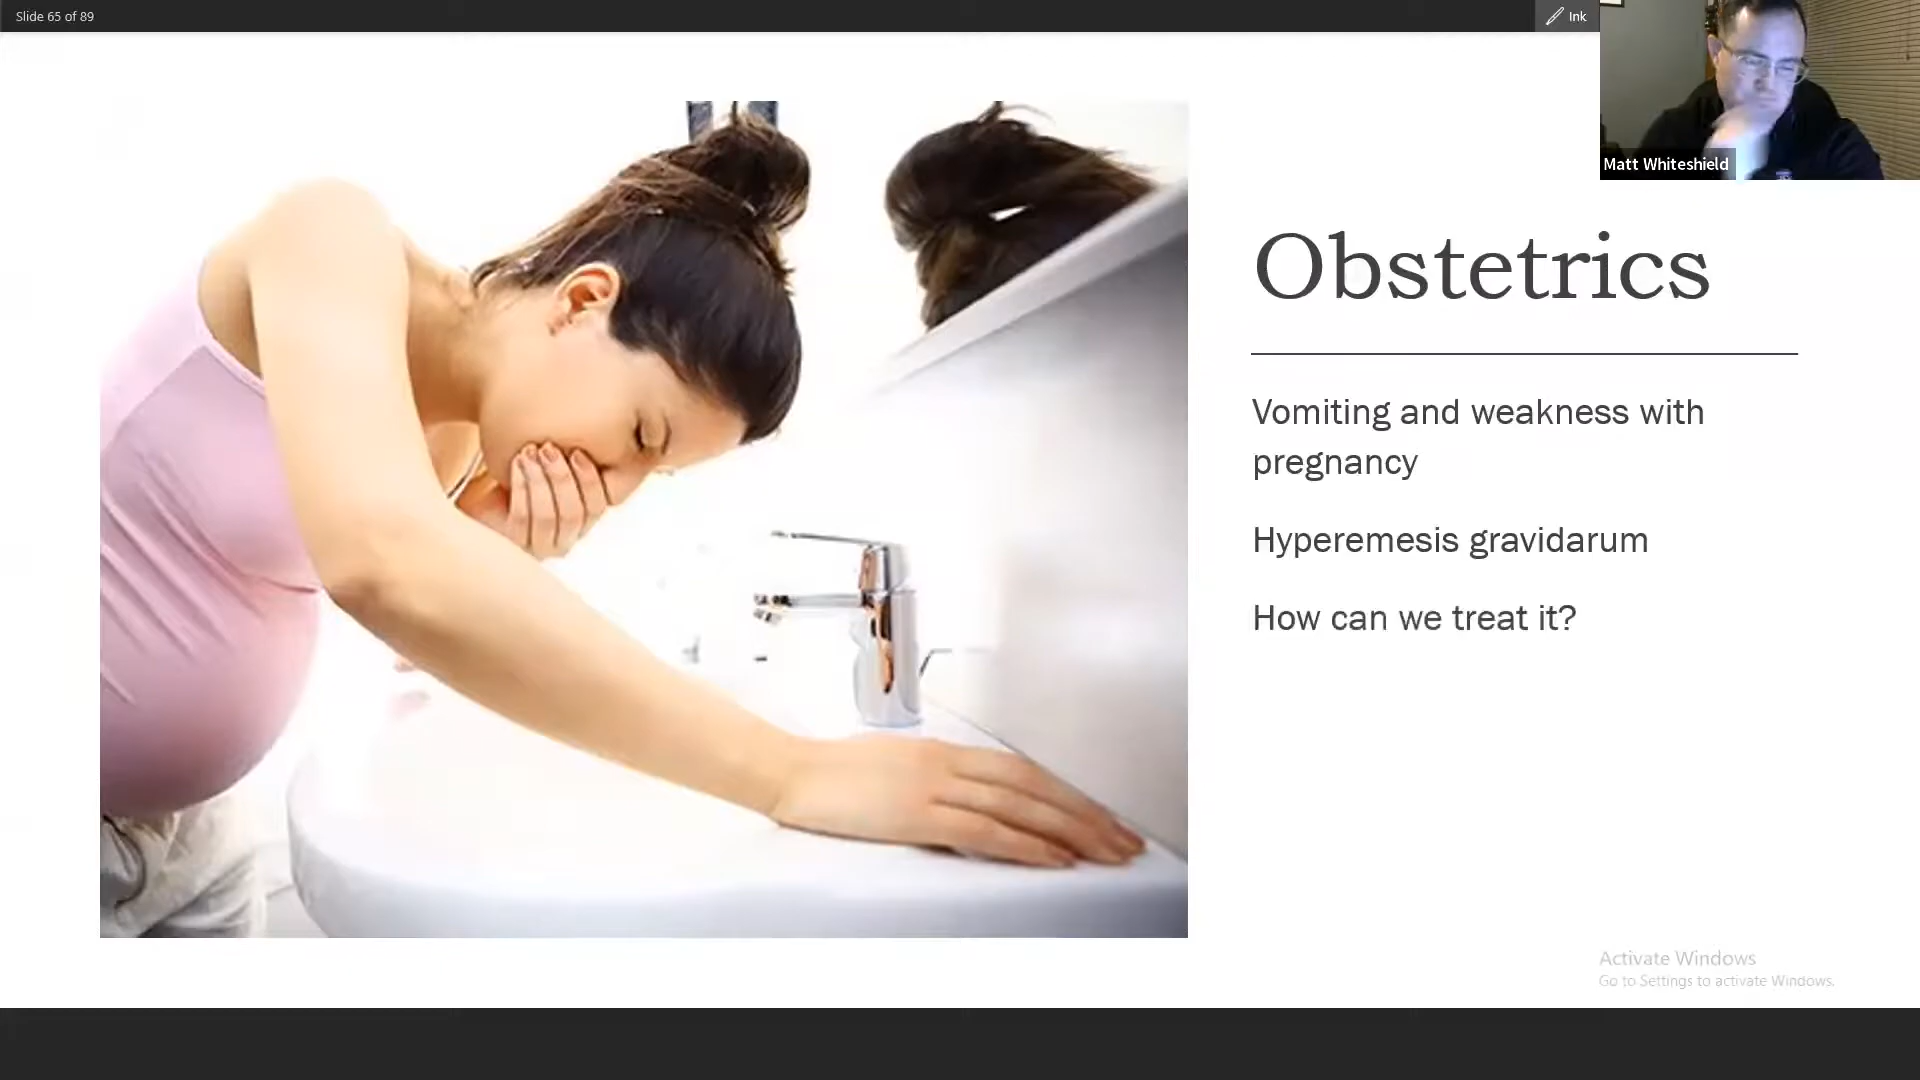 Slide 65 of 89
Ink
Matt Whiteshield
Obstetrics
Vomiting and weakness with
pregnancy
Hyperemesis gravidarum
How can we treat it?
Activate Windows
Go to Settings to activate Windows.